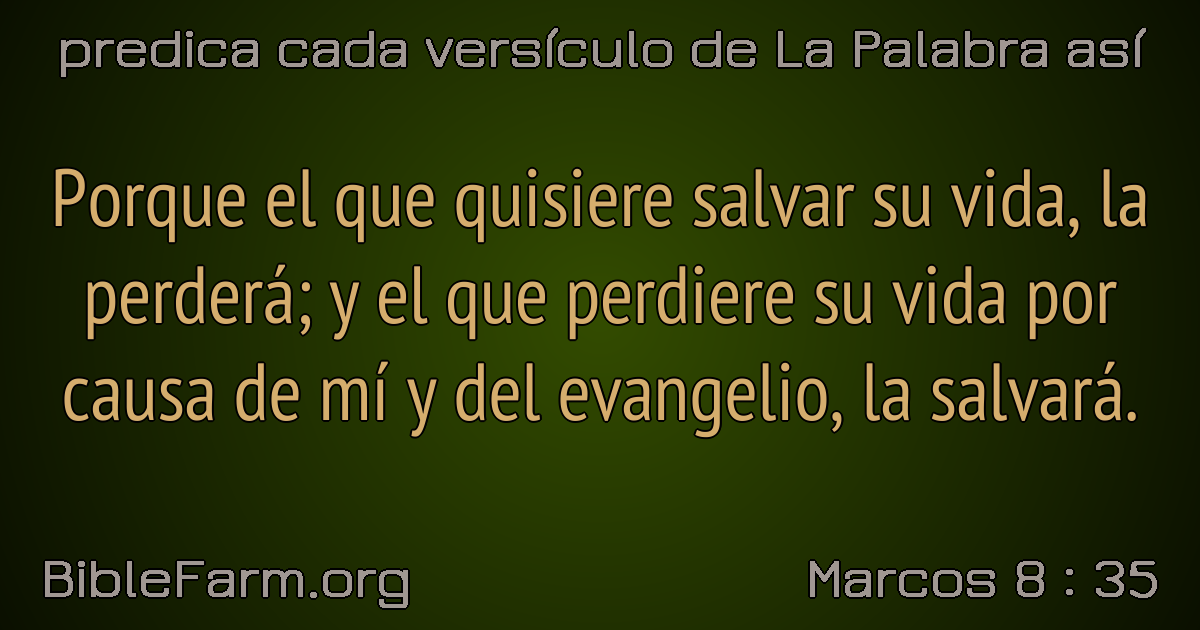 predica cada versículo de La Palabra así
Porque el que quisiere salvar su vida, la
perderá; y el que perdiere su vida por
causa de mí y del evangelio, la salvará.
BibleFarm.org
Marcos 8 : 35